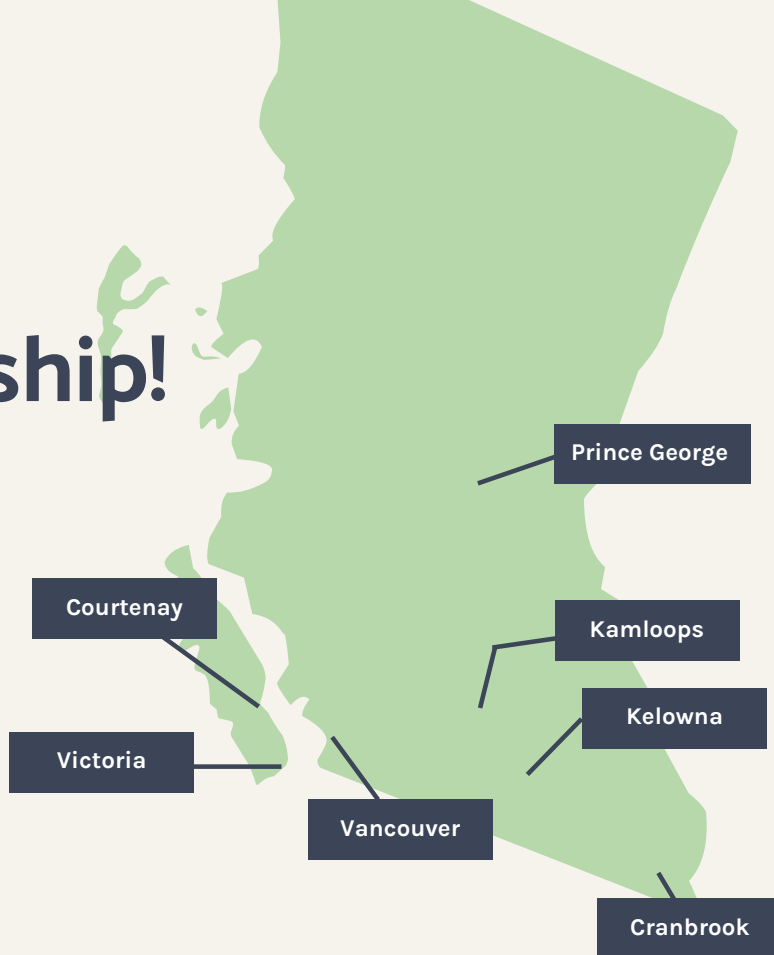 ship!
Prince George
Courtenay
Kamloops
Kelowna
Victoria
Vancouver
Cranbrook